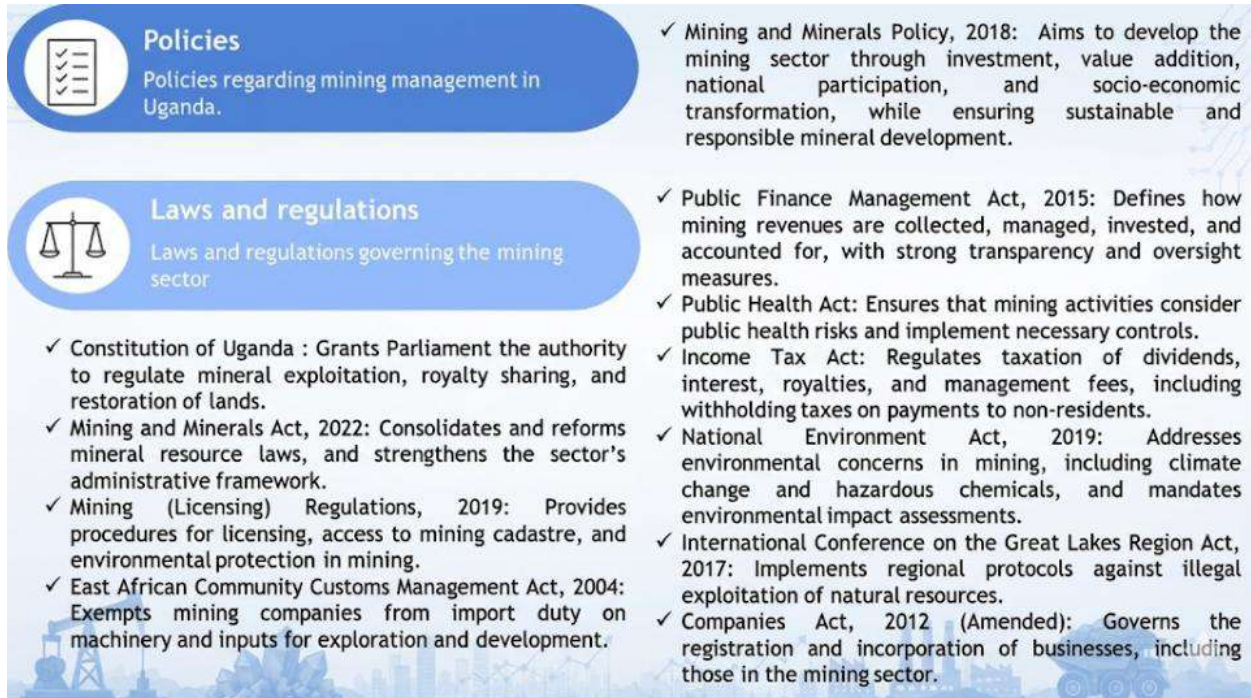 Policies
Policies regarding mining management in
Uganda.
✓ Mining and Minerals Policy, 2018: Aims to develop the
mining sector through investment, value addition,
national participation, and socio-economic
transformation, while ensuring sustainable and
responsible mineral development.
Laws and regulations
Laws and regulations governing the mining
sector
✓ Constitution of Uganda : Grants Parliament the authority
to regulate mineral exploitation, royalty sharing, and
restoration of lands.
✓ Mining and Minerals Act, 2022: Consolidates and reforms
mineral resource laws, and strengthens the sector's
administrative framework.
✓ Mining (Licensing) Regulations, 2019: Provides
procedures for licensing, access to mining cadastre, and
environmental protection in mining.
✓ East African Community Customs Management Act, 2004:
Exempts mining companies from import duty on
machinery and inputs for exploration and development.
✓ Public Finance Management Act, 2015: Defines how
mining revenues are collected, managed, invested, and
accounted for, with strong transparency and oversight
measures.
✓ Public Health Act: Ensures that mining activities consider
public health risks and implement necessary controls.
✓ Income Tax Act: Regulates taxation of dividends,
interest, royalties, and management fees, including
withholding taxes on payments to non-residents.
✓ National Environment Act, 2019: Addresses
environmental concerns in mining, including climate
change and hazardous chemicals, and mandates
environmental impact assessments.
✓ International Conference on the Great Lakes Region Act,
2017: Implements regional protocols against illegal
exploitation of natural resources.
✓ Companies Act, 2012 (Amended): Governs the
registration and incorporation of businesses, including
those in the mining sector.